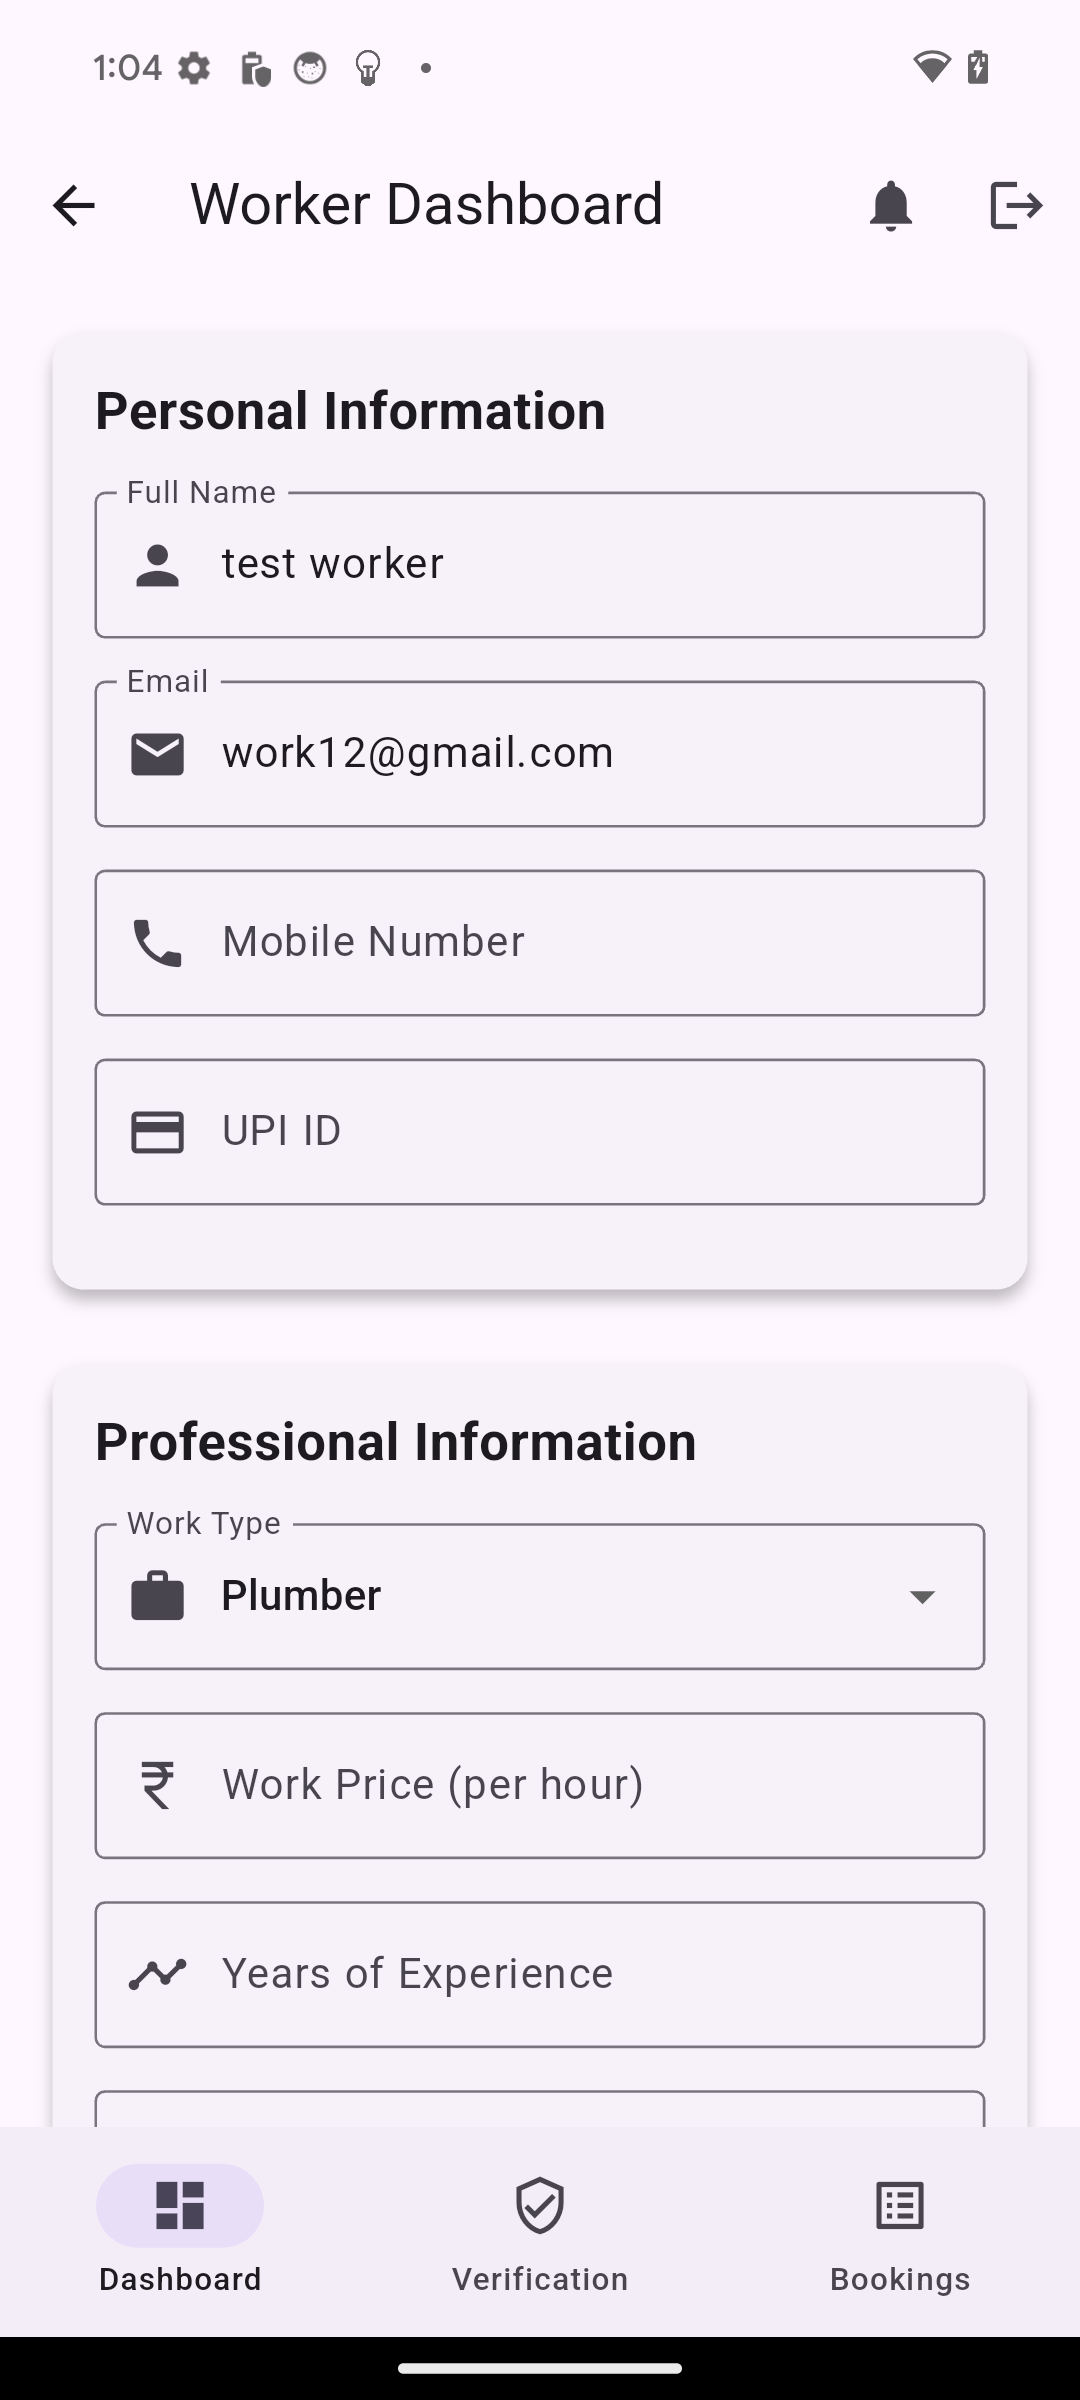 1:04
Worker Dashboard
Personal Information
Full Name
test worker
Email
work12@gmail.com
Mobile Number
UPI ID
Professional Information
Work Type
Plumber
₹ Work Price (per hour)
Years of Experience
Dashboard
Verification
Bookings